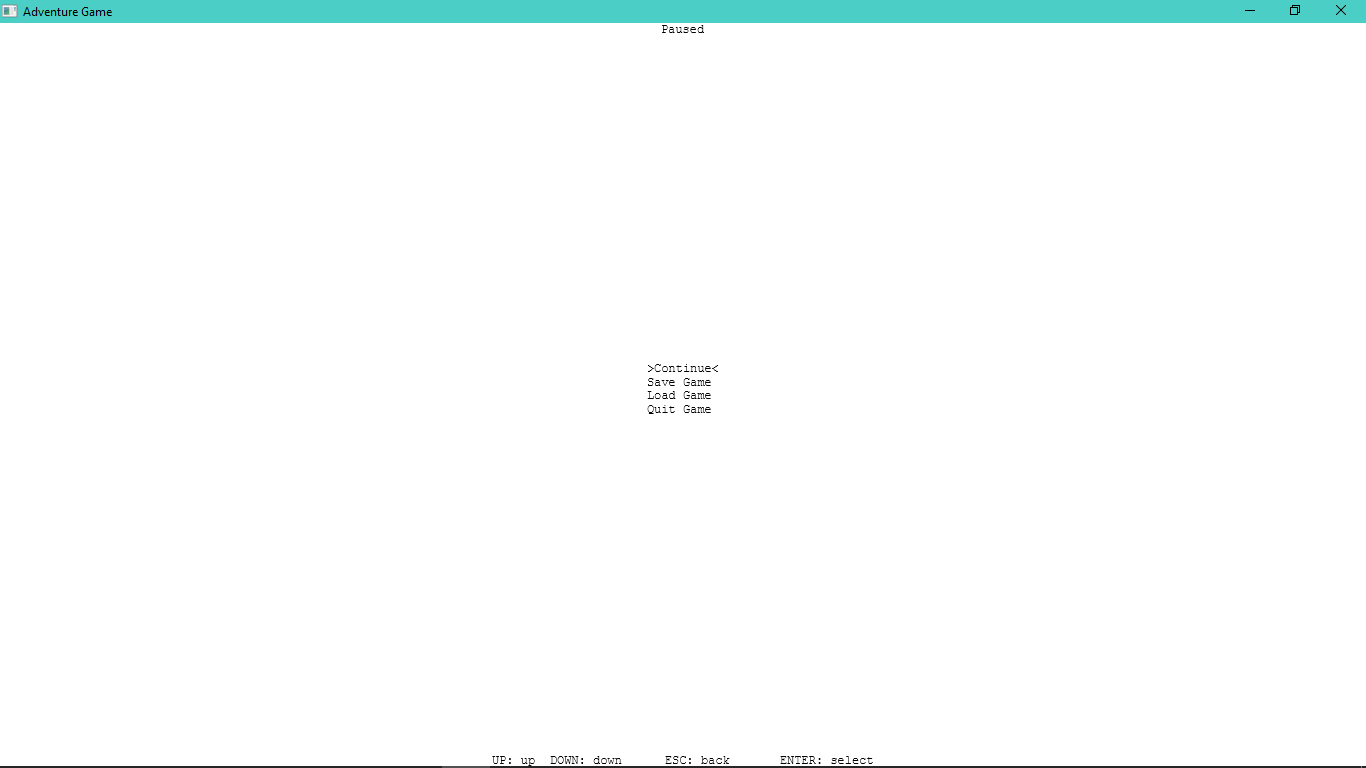 Adventure Game
Paused
>Continue<
Save Game
Load Game
Quit Game
UP: up  DOWN: down      ESC: back       ENTER: select